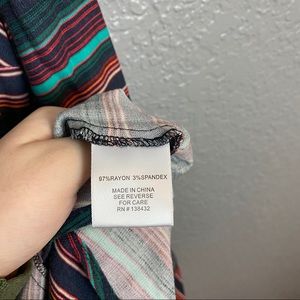 97%RAYON 3%SPANDEX
MADE IN CHINA
SEE REVERSE
FOR CARE
RN # 138432